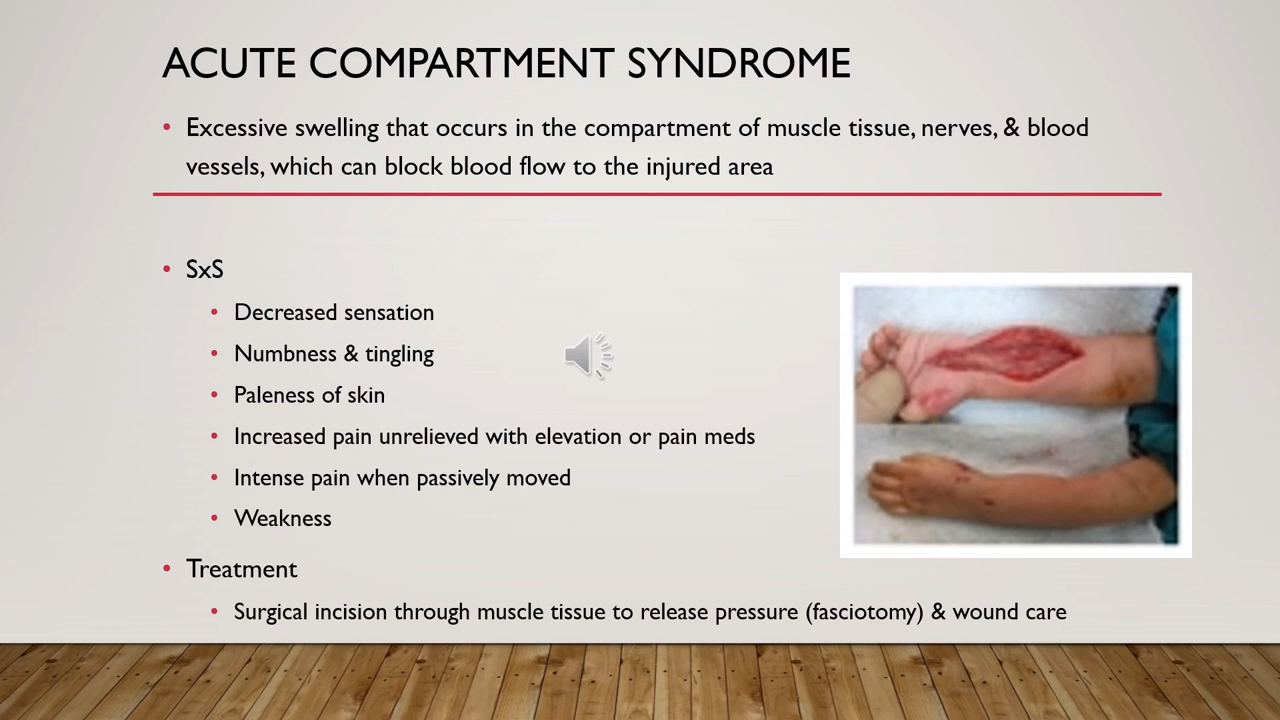 ACUTE COMPARTMENT SYNDROME
• Excessive swelling that occurs in the compartment of muscle tissue, nerves, & blood
vessels, which can block blood flow to the injured area
• SxS
• Decreased sensation
• Numbness & tingling
• Paleness of skin
• Increased pain unrelieved with elevation or pain meds
• Intense pain when passively moved
• Weakness
• Treatment
• Surgical incision through muscle tissue to release pressure (fasciotomy) & wound care